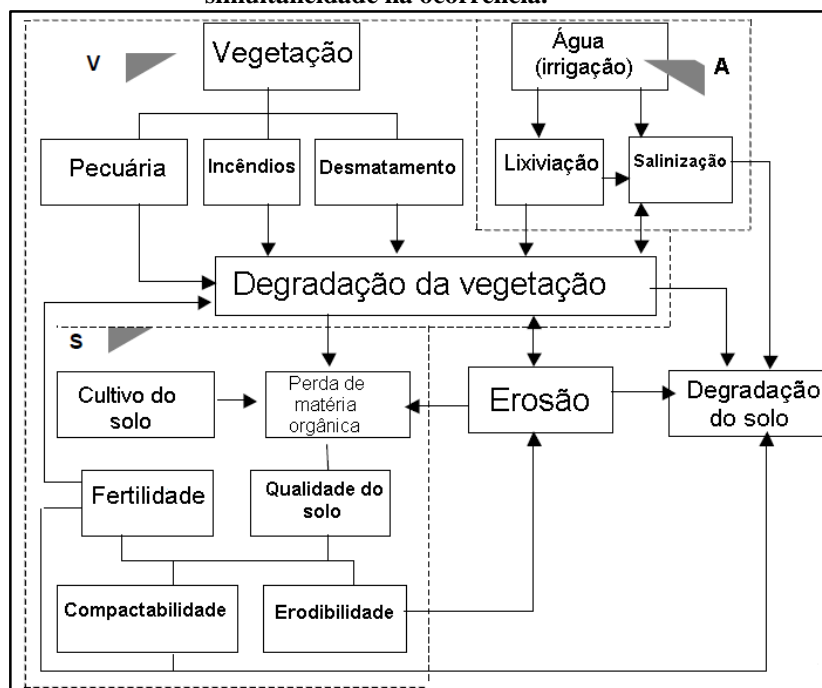 simultaneidade na ocorrência.
V
Vegetação
Água
(irrigação)
A
Pecuária
Incêndios
Desmatamento
Lixiviação
Salinização
Degradação da vegetação
S
Cultivo do
solo
Perda de
matéria
orgânica
Erosão
Degradação
do solo
Fertilidade
Qualidade do
solo
Compactabilidade
Erodibilidade